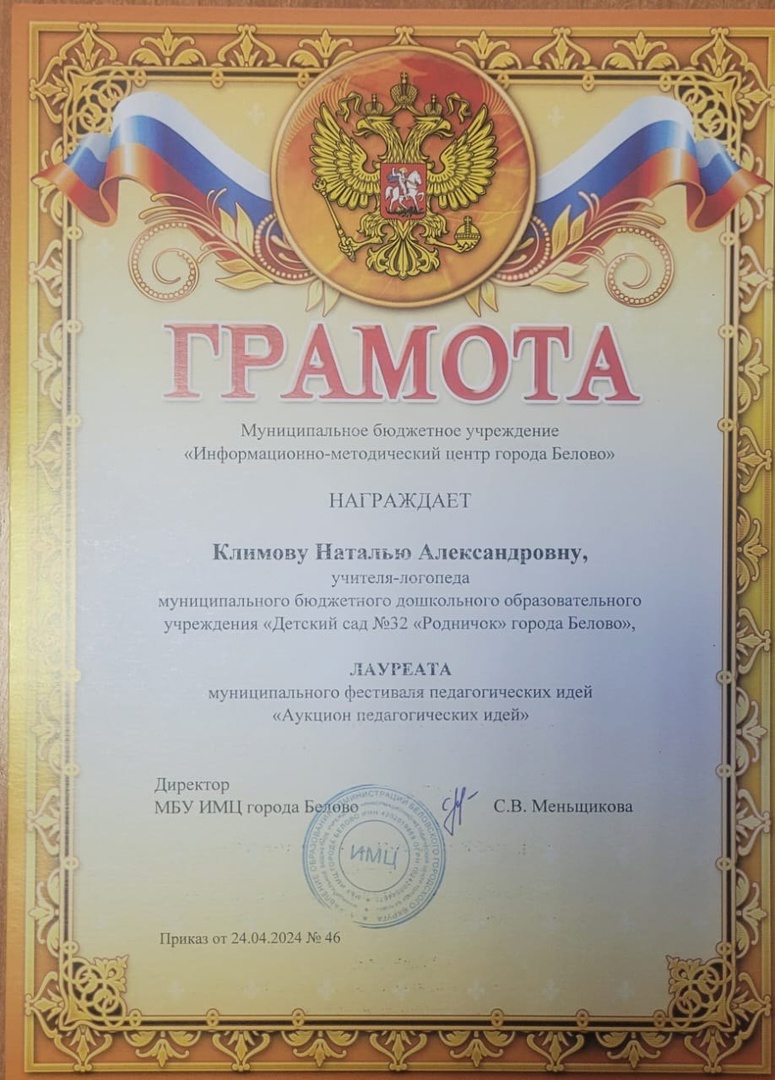 ГРАМОТА
Муниципальное бюджетное учреждение
«Информационно-методический центр города Белово»
НАГРАЖДАЕТ
Климову Наталью Александровну,
учителя-логопеда
муниципального бюджетного дошкольного образовательного
учреждения «Детский сад №32 «Родничок» города Белово»,
ЛАУРЕАТА
муниципального фестиваля педагогических идей
«Аукцион педагогических идей»
Директор
МБУ ИМЦ города Белово С.В. Меньщикова
ИМЦ
Приказ от 24.04.2024 № 46